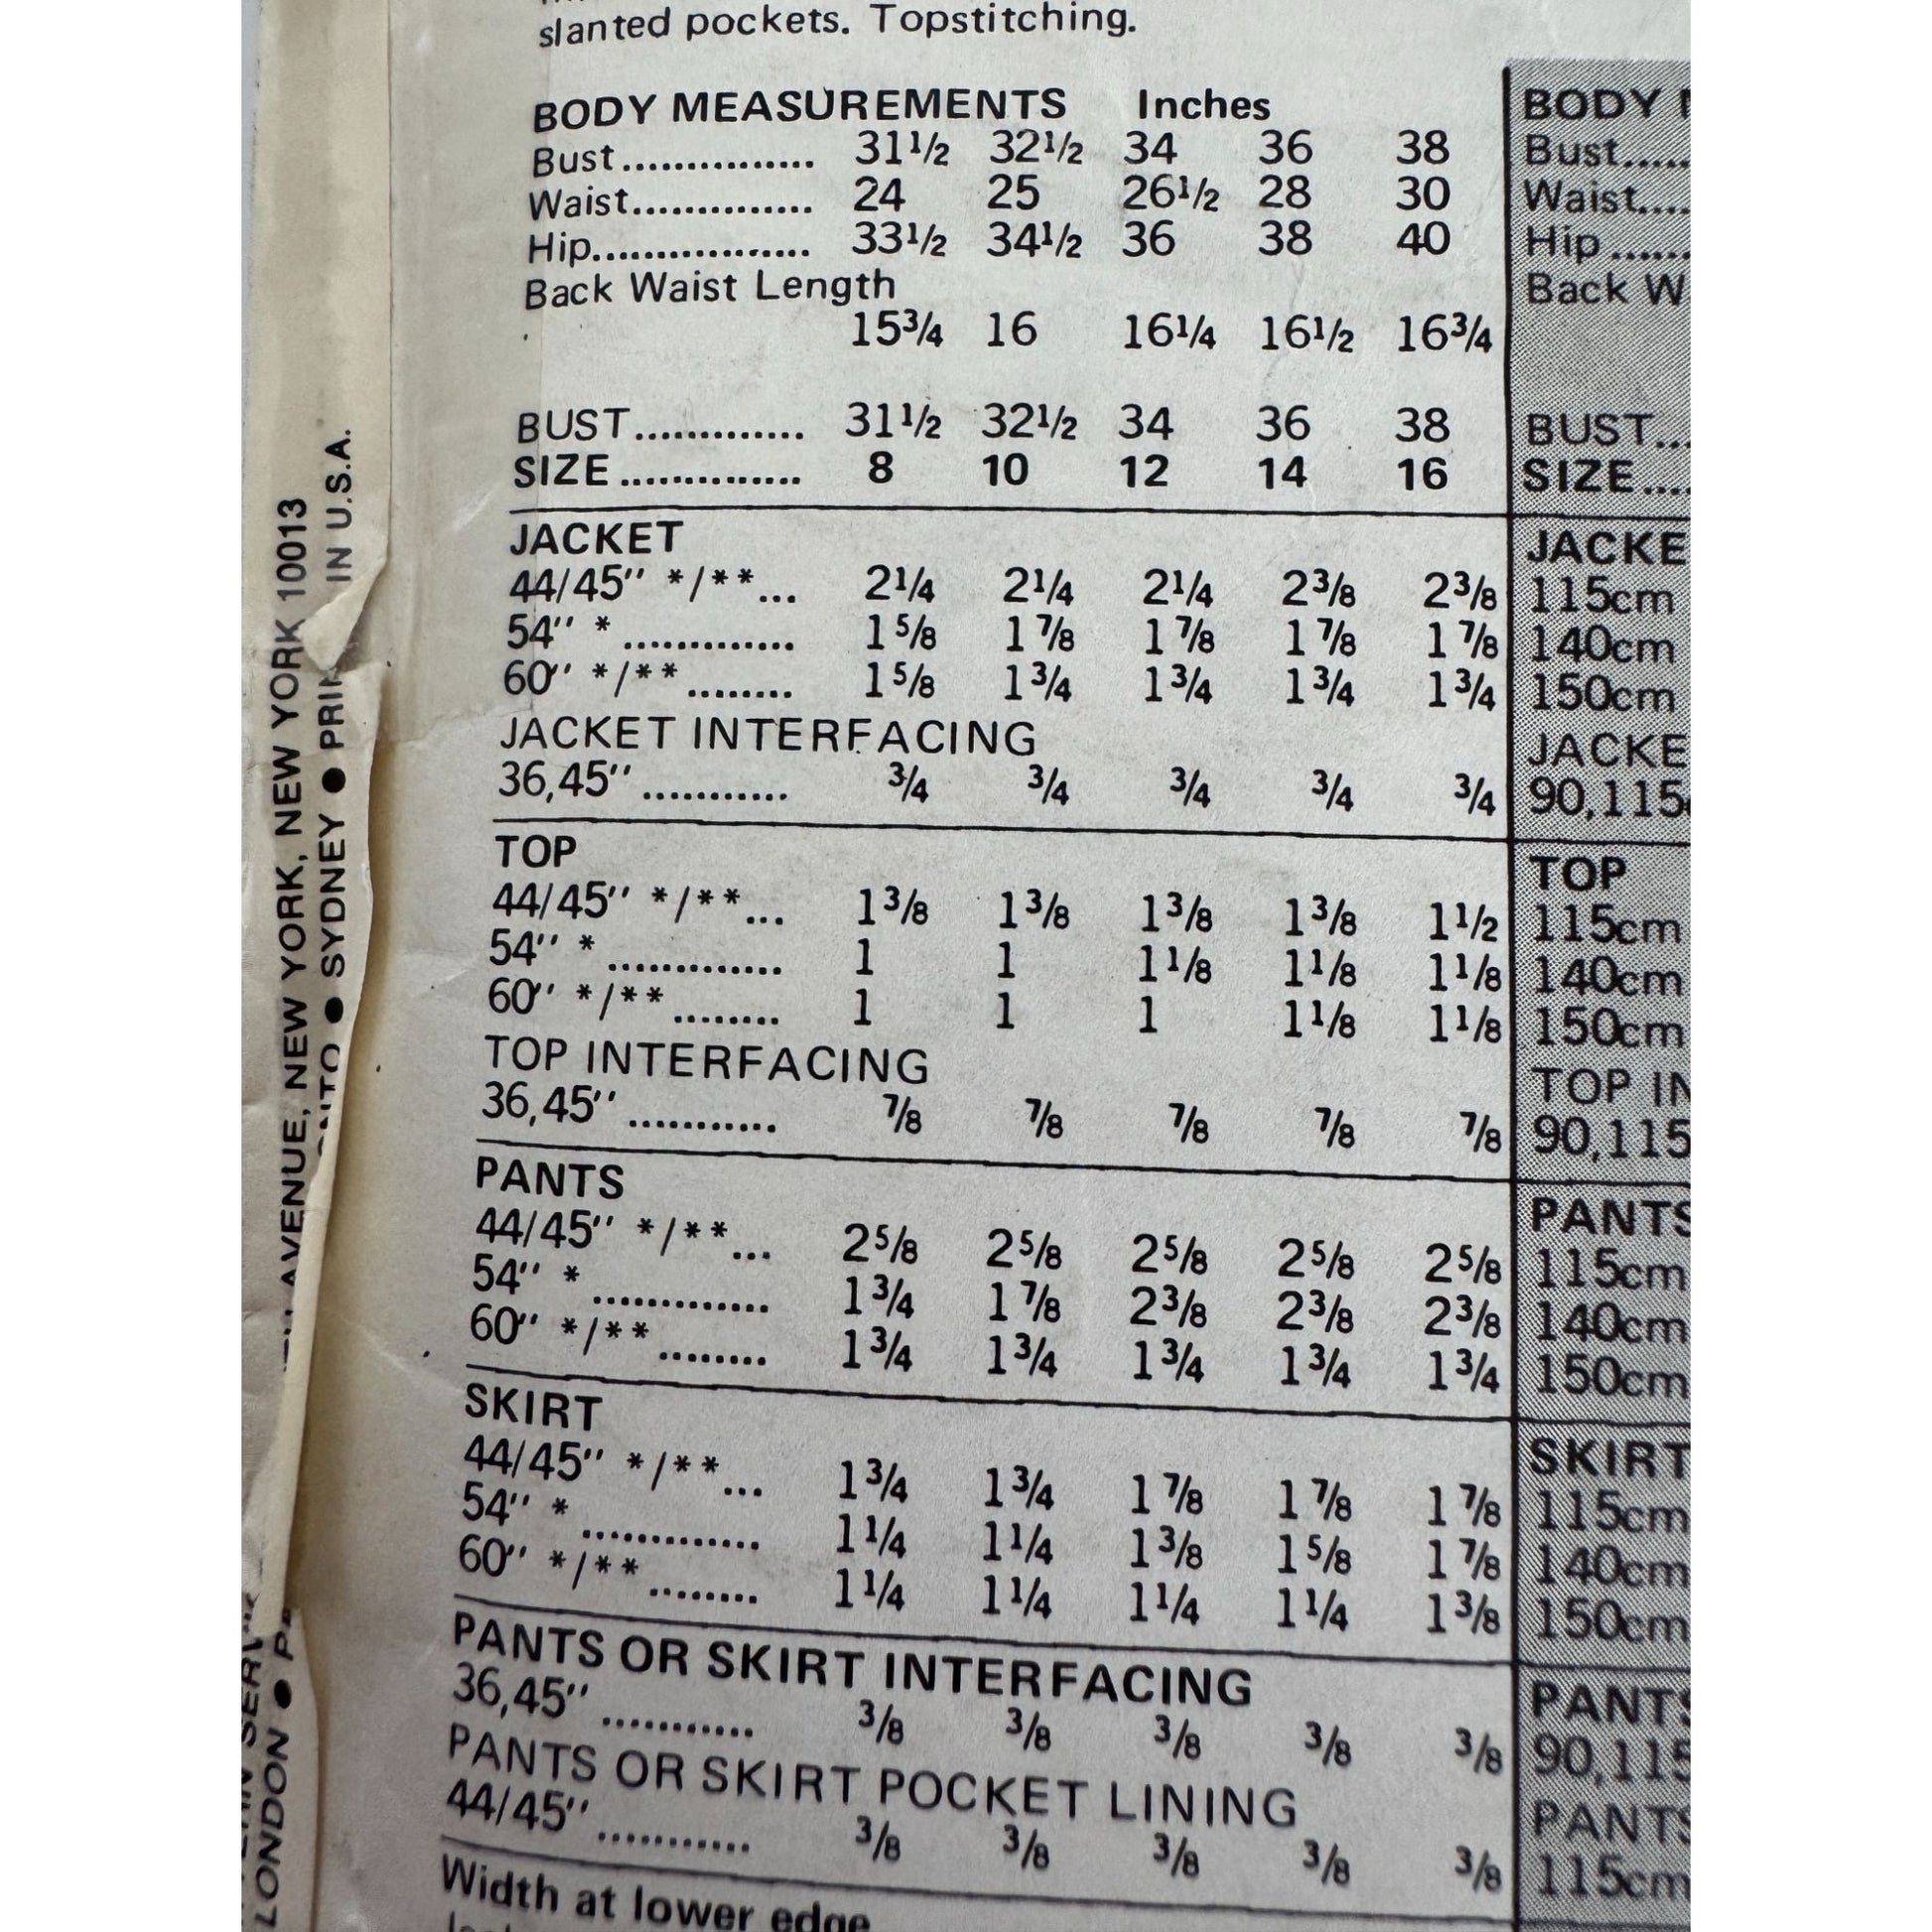 slanted pockets. Topstitching.
BODY MEASUREMENTS Inches
Bust............... 31½ 32½ 34 36 38
Waist.............. 24 25 26½ 28 30
Hip................. 33½ 34½ 36 38 40
Back Waist Length
15¾ 16 16¼ 16½ 16¾
BUST............. 31½ 32½ 34 36 38
SIZE.............. 8 10 12 14 16
JACKET
44/45" */**... 2¼ 2¼ 2¼ 2⅜ 2⅜
54" *............. 1⅝ 1⅞ 1⅞ 1⅞ 1⅞
60" */**........ 1⅝ 1¾ 1¾ 1¾ 1¾
JACKET INTERFACING
36,45"........... ¾ ¾ ¾ ¾ ¾
TOP
44/45" */**... 1⅜ 1⅜ 1⅜ 1⅜ 1½
54" *............. 1 1 1⅛ 1⅛ 1⅛
60" */**........ 1 1 1 1⅛ 1⅛
TOP INTERFACING
36,45"........... ⅞ ⅞ ⅞ ⅞ ⅞
PANTS
44/45" */**... 2⅝ 2⅝ 2⅝ 2⅝ 2⅝
54" *............. 1¾ 1⅞ 2⅜ 2⅜ 2⅜
60" */**........ 1¾ 1¾ 1¾ 1¾ 1¾
SKIRT
44/45" */**... 1¾ 1¾ 1⅞ 1⅞ 1⅞
54" *............. 1¼ 1¼ 1⅜ 1⅝ 1⅞
60" */**........ 1¼ 1¼ 1¼ 1¼ 1⅜
PANTS OR SKIRT INTERFACING
36,45"........... ⅜ ⅜ ⅜ ⅜ ⅜
PANTS OR SKIRT POCKET LINING
44/45"........... ⅜ ⅜ ⅜ ⅜ ⅜
Width at lower edge
BODY
Bust.....
Waist....
Hip......
Back W
BUST...
SIZE....
JACKE
115cm
140cm
150cm
JACKE
90,115
TOP
115cm
140cm
150cm
TOP IN
90,115
PANTS
115cm
140cm
150cm
SKIRT
115cm
140cm
150cm
PANTS
90,115
PANTS
115cm
AVENUE, NEW YORK, NEW YORK 10013
LONDON ● SYDNEY ● IN U.S.A.